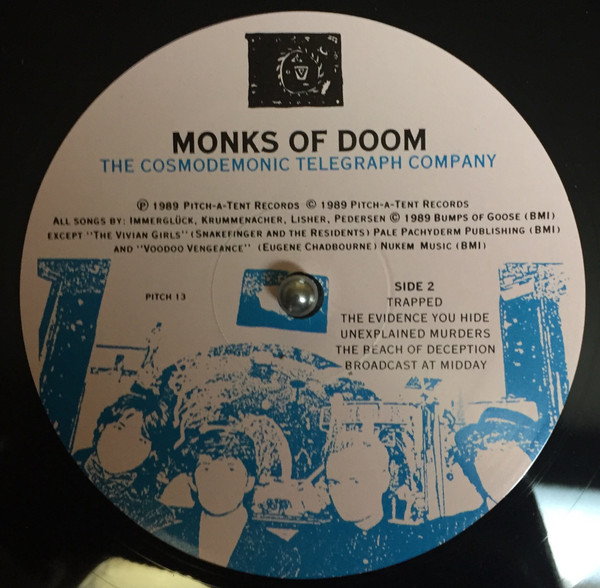 MONKS OF DOOM
THE COSMODEMONIC TELEGRAPH COMPANY
℗ 1989 PITCH-A-TENT RECORDS © 1989 PITCH-A-TENT RECORDS
ALL SONGS BY: IMMERGLÜCK, KRUMMENACHER, LISHER, PEDERSEN © 1989 BUMPS OF GOOSE (BMI)
EXCEPT "THE VIVIAN GIRLS" (SNAKEFINGER AND THE RESIDENTS) PALE PACHYDERM PUBLISHING (BMI)
AND "VOODOO VENGEANCE" (EUGENE CHADBOURNE) NUKEM MUSIC (BMI)
PITCH 13
SIDE 2
TRAPPED
THE EVIDENCE YOU HIDE
UNEXPLAINED MURDERS
THE BEACH OF DECEPTION
BROADCAST AT MIDDAY